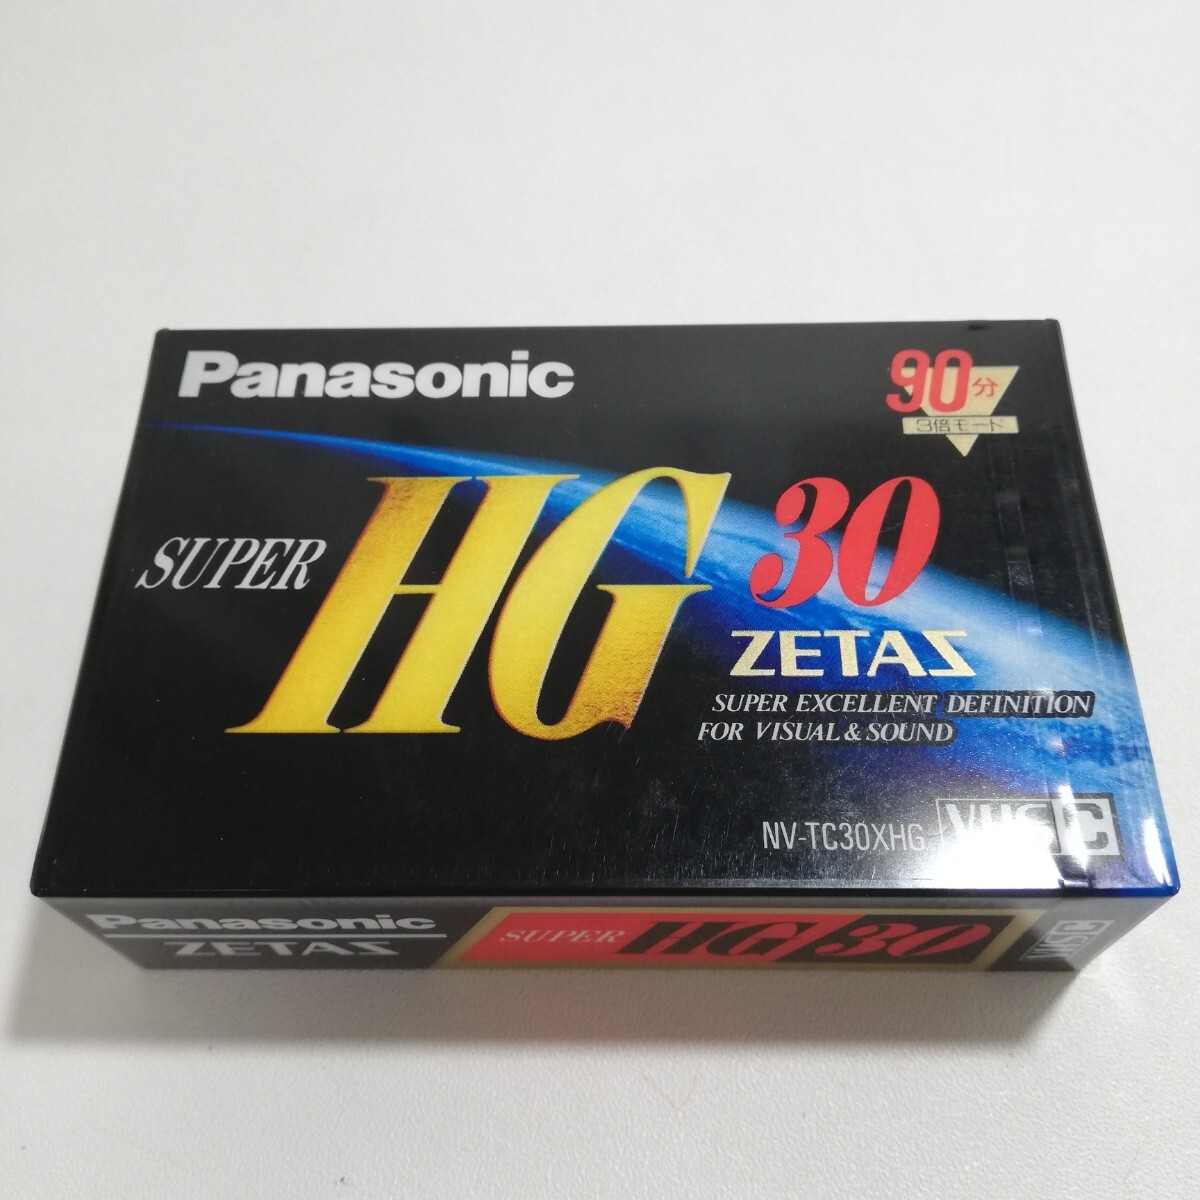 Panasonic
90分
3倍モード
SUPER HG 30
ZETAS
SUPER EXCELLENT DEFINITION
FOR VISUAL & SOUND
NV-TC30XHG VHS C
Panasonic
ZETAS
SUPER HG/30
VHS C